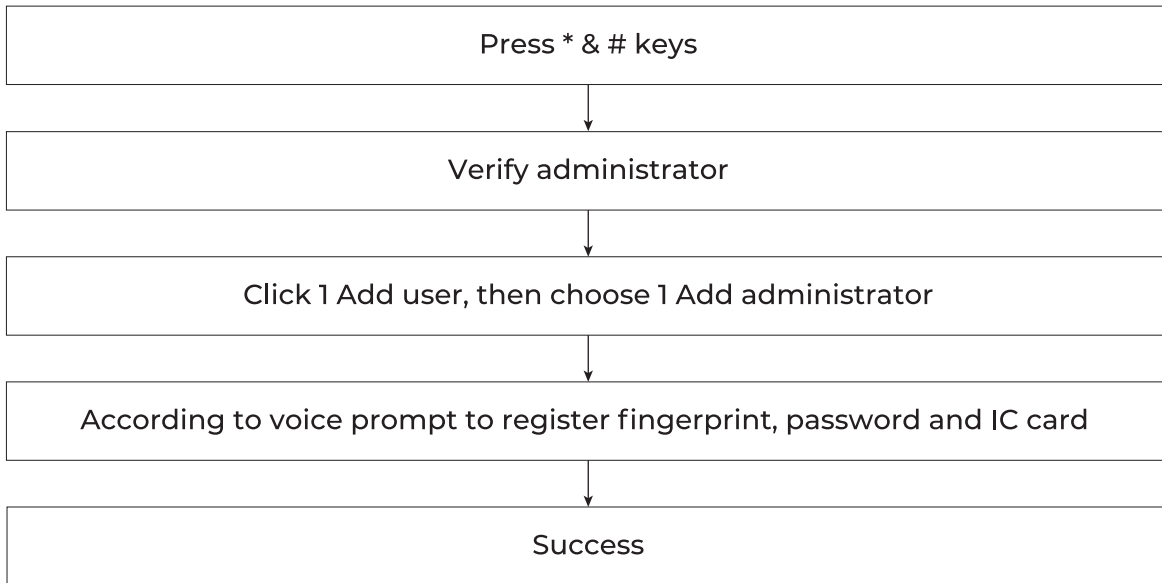 Press * & # keys
Verify administrator
Click 1 Add user, then choose 1 Add administrator
According to voice prompt to register fingerprint, password and IC card
Success